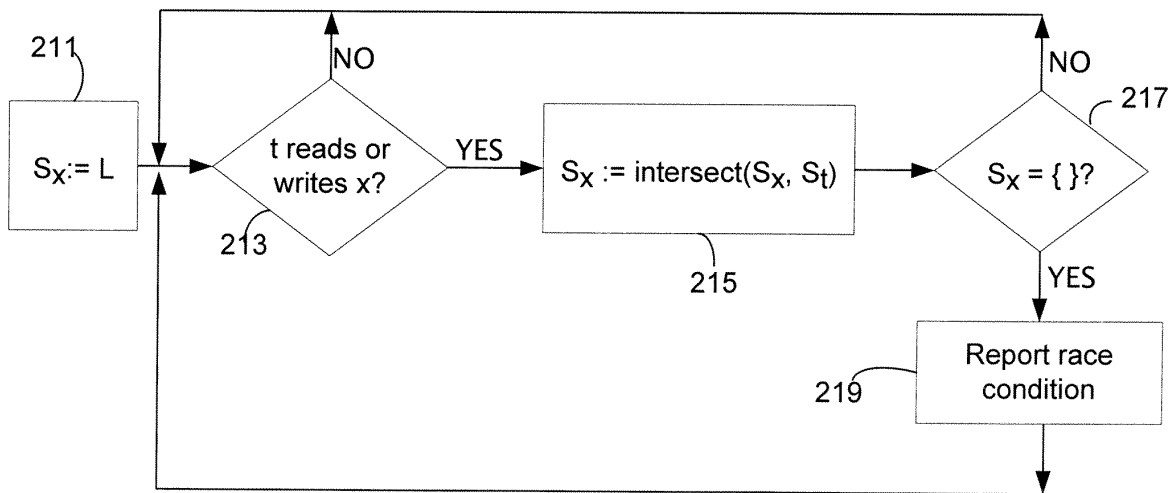 211
Sx:= L
NO
t reads or
writes x?
213
YES
Sx := intersect(Sx, St)
215
NO
217
Sx = { }?
YES
Report race
condition
219